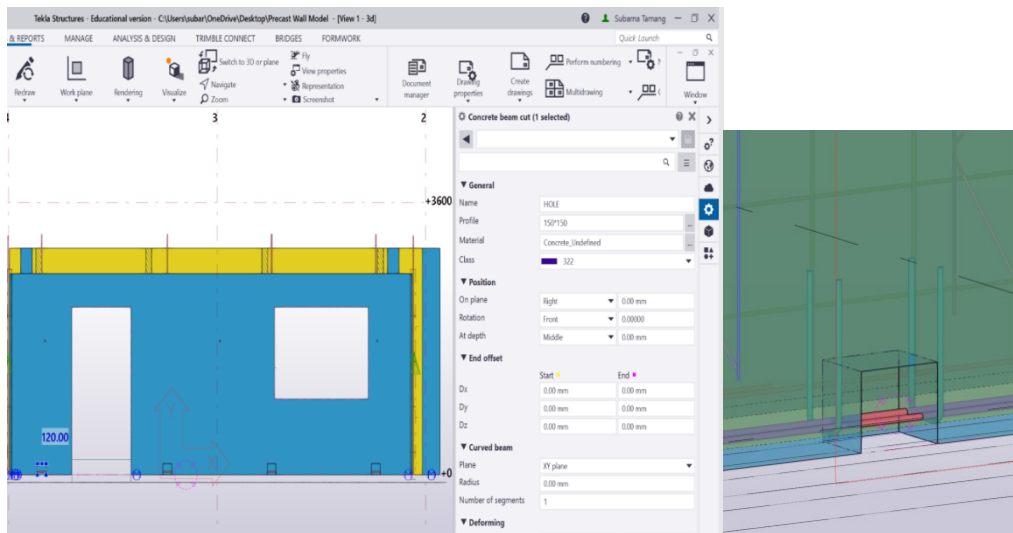 Tekla Structures - Educational version - C:\Users\subar\OneDrive\Desktop\Precast Wall Model - [View 1 - 3d]
Subarna Tamang
& REPORTS MANAGE ANALYSIS & DESIGN TRIMBLE CONNECT BRIDGES FORMWORK
Quick Launch
Redraw
Work plane
Rendering
Visualize
Switch to 3D or plane
Navigate
Zoom
Fly
View properties
Representation
Screenshot
Document
manager
Drawing
properties
Create
drawings
Perform numbering
Multidrawing
Window
3
2
+3600
120.00
Y
X
+0
Concrete beam cut (1 selected)
General
Name HOLE
Profile 150*150
Material Concrete_Undefined
Class 322
Position
On plane Right 0.00 mm
Rotation Front 0.00000
At depth Middle 0.00 mm
End offset
Start End
Dx 0.00 mm 0.00 mm
Dy 0.00 mm 0.00 mm
Dz 0.00 mm 0.00 mm
Curved beam
Plane XY plane
Radius 0.00 mm
Number of segments 1
Deforming